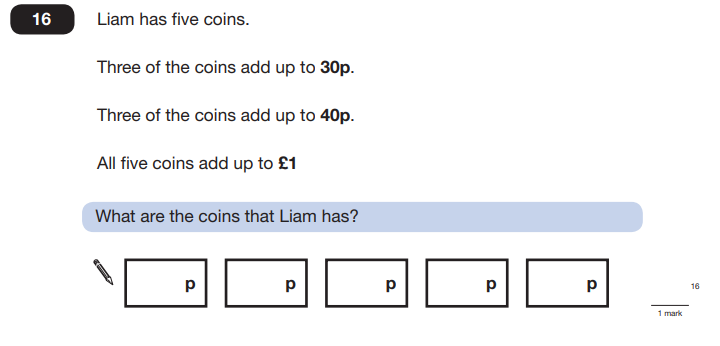 16 Liam has five coins.
Three of the coins add up to 30p.
Three of the coins add up to 40p.
All five coins add up to £1
What are the coins that Liam has?
p p p p p
16
1 mark